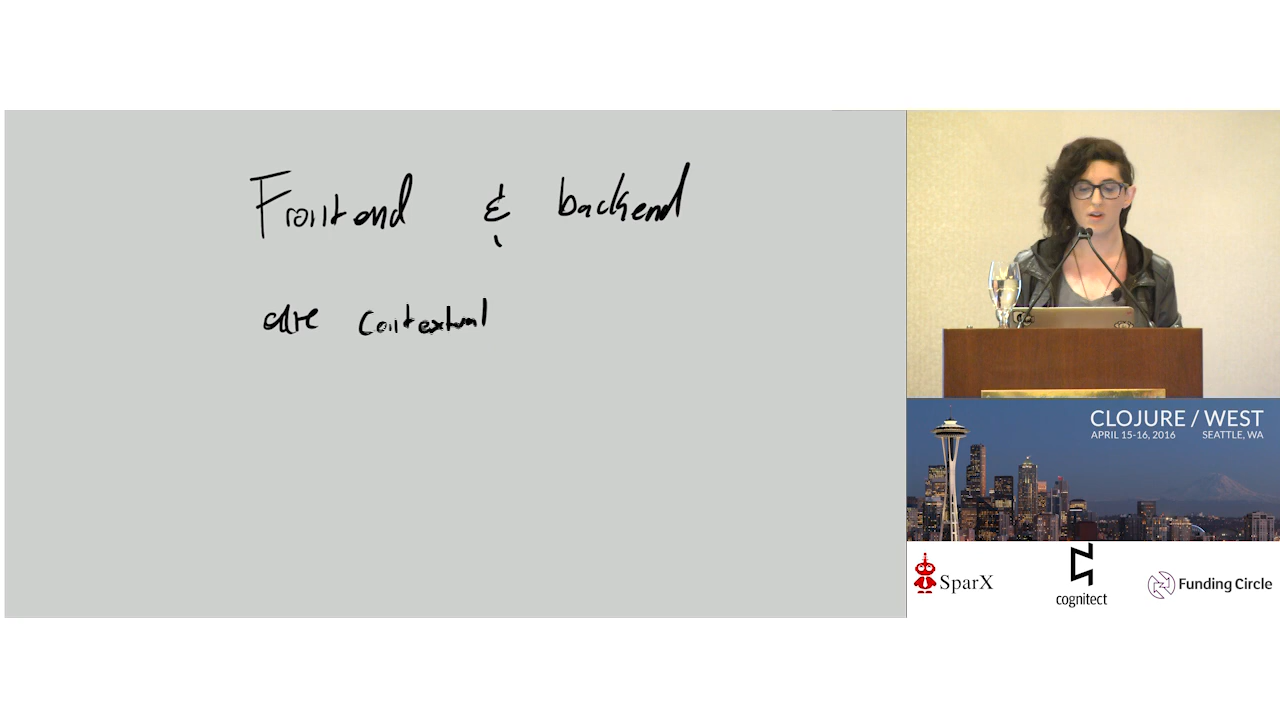 Frontend & backend
are contextual
CLOJURE / WEST
APRIL 15-16, 2016 SEATTLE, WA
SparX
cognitect
Funding Circle